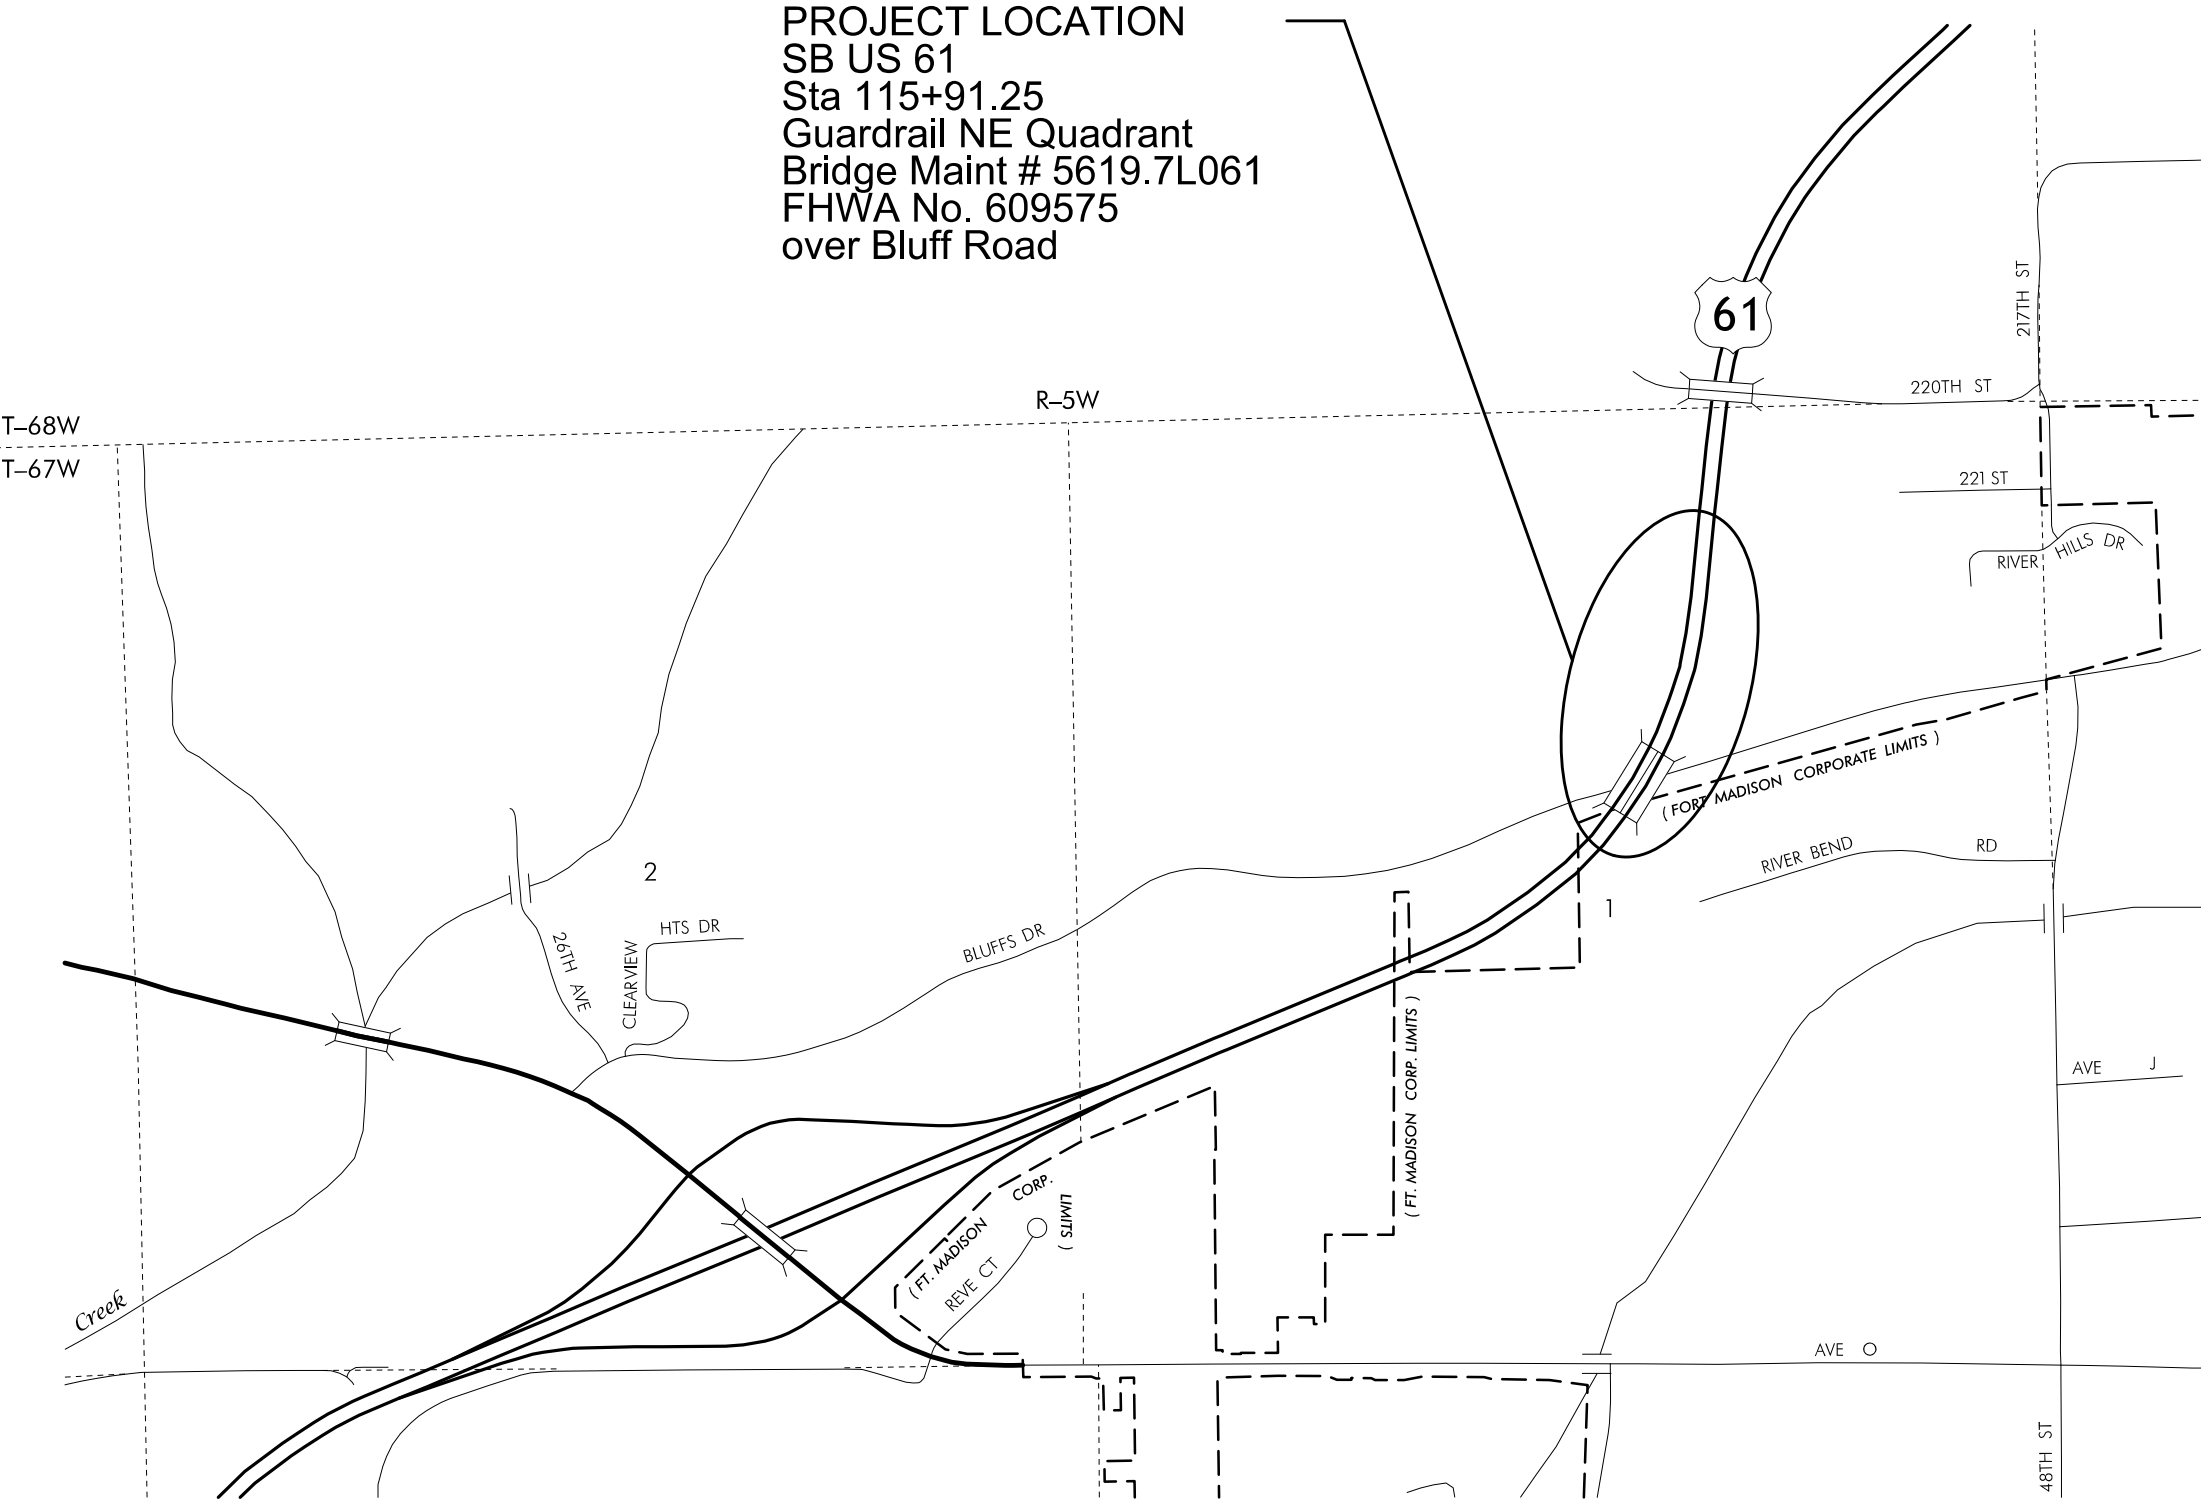 PROJECT LOCATION
SB US 61
Sta 115+91.25
Guardrail NE Quadrant
Bridge Maint # 5619.7L061
FHWA No. 609575
over Bluff Road
61
217TH ST
220TH ST
R-5W
T-68W
T-67W
221 ST
RIVER HILLS DR
( FORT MADISON CORPORATE LIMITS )
RIVER BEND RD
2
1
HTS DR
CLEARVIEW
26TH AVE
BLUFFS DR
( FT. MADISON CORP. LIMITS )
AVE J
( FT. MADISON CORP. LIMITS )
REVE CT
Creek
AVE O
48TH ST